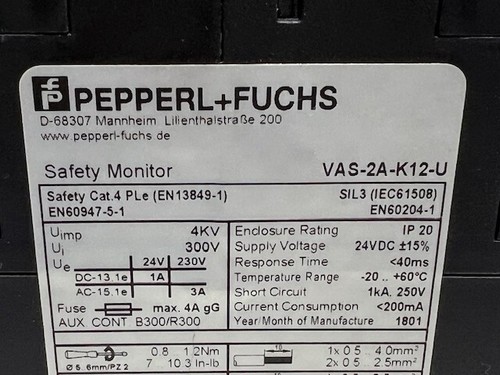 PEPPERL+FUCHS
D-68307 Mannheim Lilienthalstraße 200
www.pepperl-fuchs.de
Safety Monitor VAS-2A-K12-U
Safety Cat.4 PLe (EN13849-1) SIL3 (IEC61508)
EN60947-5-1 EN60204-1
Uimp 4KV
Ui 300V
Ue 24V 230V
DC-13.1e 1A
AC-15.1e 3A
Fuse max. 4A gG
AUX. CONT B300/R300
Enclosure Rating IP 20
Supply Voltage 24VDC ±15%
Response Time <40ms
Temperature Range -20 .. +60°C
Short Circuit 1kA, 250V
Current Consumption <200mA
Year/Month of Manufacture 1801
0.8 1.2Nm
Ø5.6mm/PZ2 7 10.3 In-lb
1x 0.5 4.0mm²
2x 0.5 2.5mm²